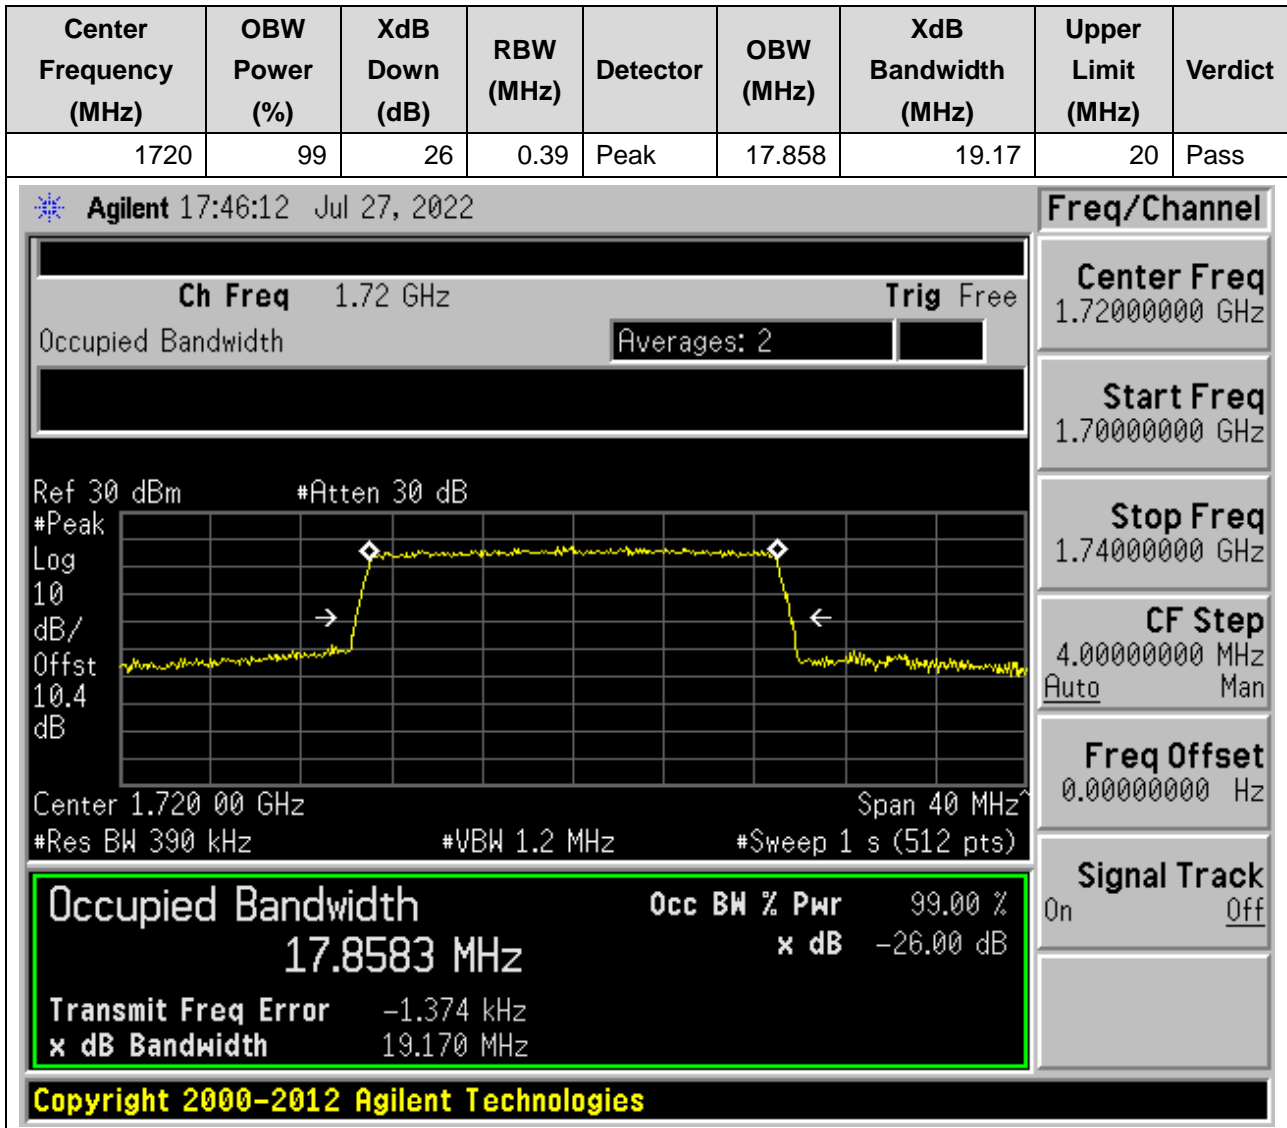 Center Frequency (MHz) OBW Power (%) XdB Down (dB) RBW (MHz) Detector OBW (MHz) XdB Bandwidth (MHz) Upper Limit (MHz) Verdict
1720 99 26 0.39 Peak 17.858 19.17 20 Pass
Agilent 17:46:12 Jul 27, 2022
Freq/Channel
Ch Freq 1.72 GHz Trig Free
Occupied Bandwidth Averages: 2
Center Freq
1.72000000 GHz
Start Freq
1.70000000 GHz
Stop Freq
1.74000000 GHz
CF Step
4.00000000 MHz
Auto Man
Freq Offset
0.00000000 Hz
Signal Track
On Off
Ref 30 dBm #Atten 30 dB
#Peak
Log
10
dB/
Offst
10.4
dB
Center 1.720 00 GHz Span 40 MHz^
#Res BW 390 kHz #VBW 1.2 MHz #Sweep 1 s (512 pts)
Occupied Bandwidth Occ BW % Pwr 99.00 %
17.8583 MHz x dB -26.00 dB
Transmit Freq Error -1.374 kHz
x dB Bandwidth 19.170 MHz
Copyright 2000-2012 Agilent Technologies